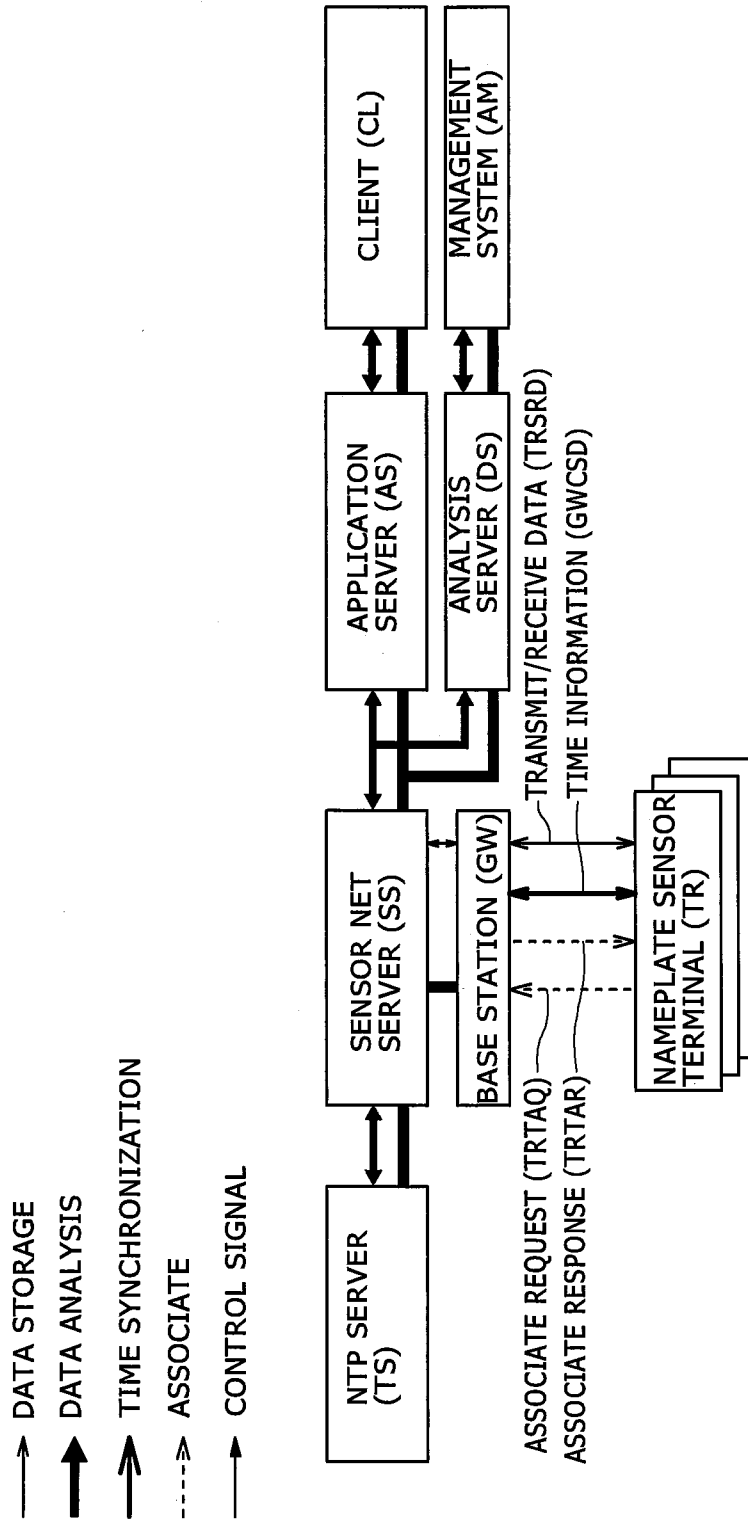 DATA STORAGE
DATA ANALYSIS
TIME SYNCHRONIZATION
ASSOCIATE
CONTROL SIGNAL
NTP SERVER
(TS)
SENSOR NET
SERVER (SS)
APPLICATION
SERVER (AS)
CLIENT (CL)
BASE STATION (GW)
ANALYSIS
SERVER (DS)
MANAGEMENT
SYSTEM (AM)
ASSOCIATE REQUEST (TRTAQ)
ASSOCIATE RESPONSE (TRTAR)
TRANSMIT/RECEIVE DATA (TRSRD)
TIME INFORMATION (GWCSD)
NAMEPLATE SENSOR
TERMINAL (TR)